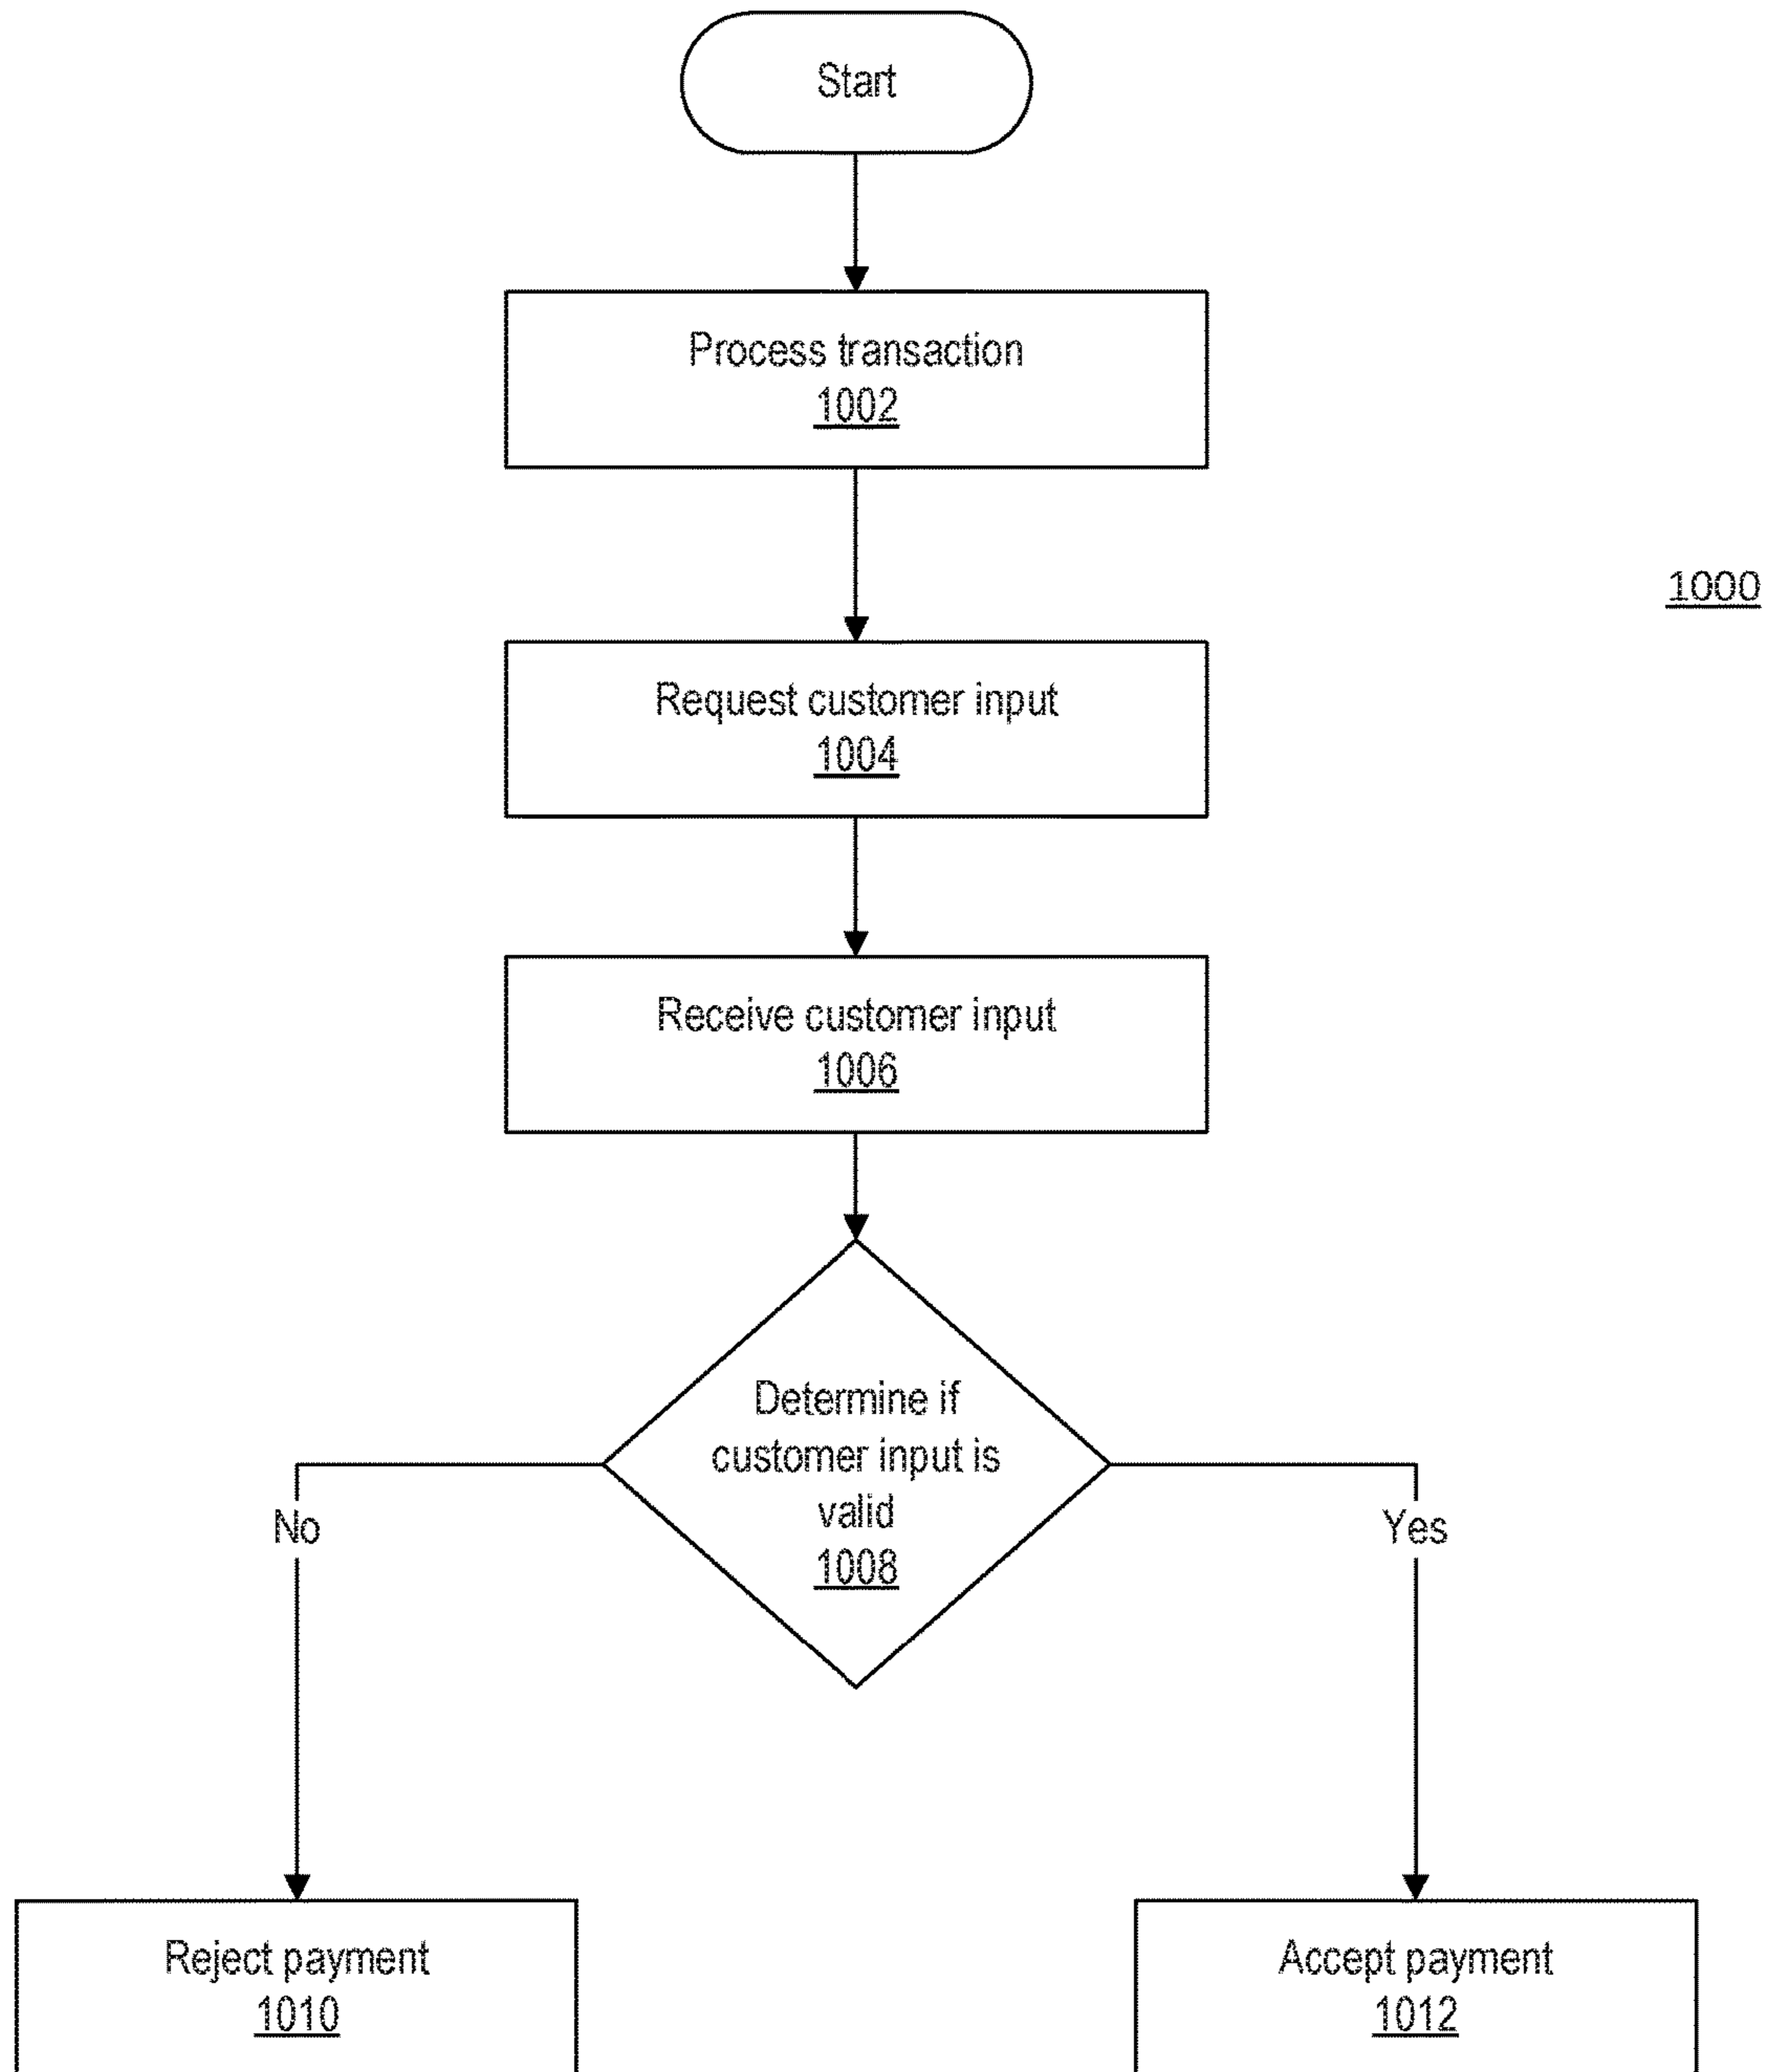 Start
Process transaction
1002
1000
Request customer input
1004
Receive customer input
1006
Determine if
customer input is
valid
1008
No
Yes
Reject payment
1010
Accept payment
1012